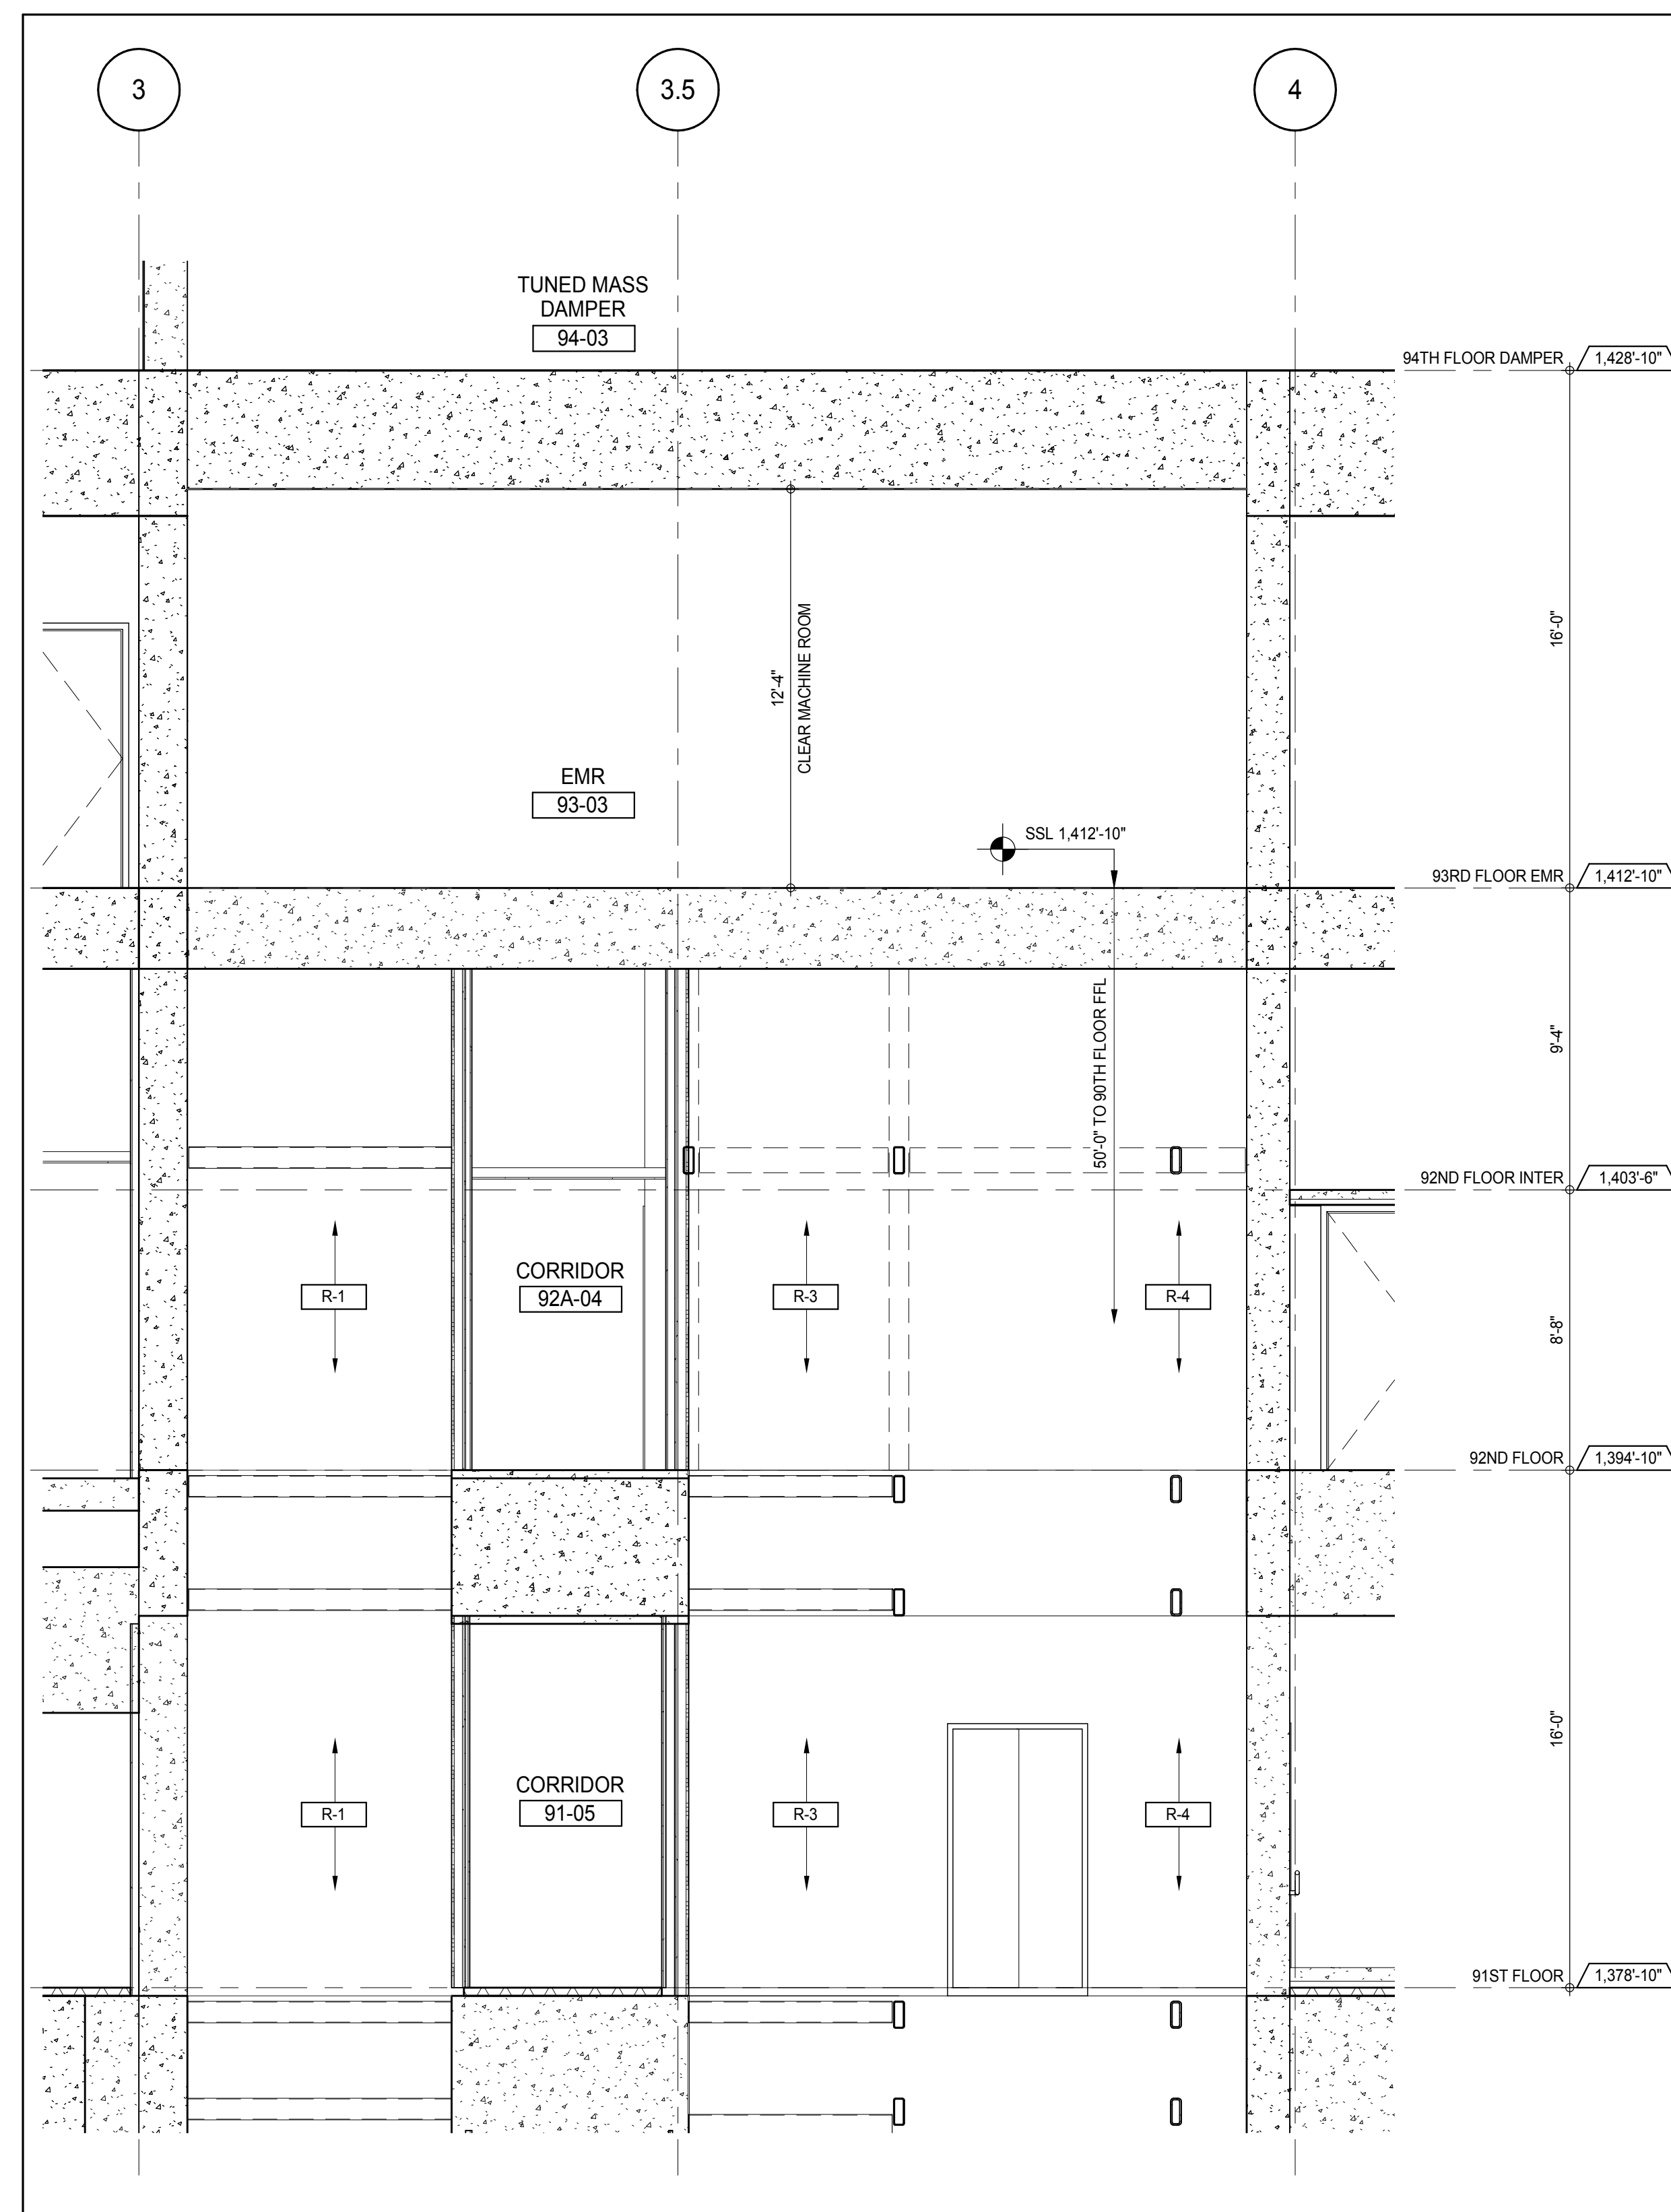 3
3.5
4
TUNED MASS
DAMPER
94-03
94TH FLOOR DAMPER
1,428'-10"
16'-0"
12'-4"
CLEAR MACHINE ROOM
EMR
93-03
SSL 1,412'-10"
93RD FLOOR EMR
1,412'-10"
50'-0" TO 90TH FLOOR FFL
9'-4"
92ND FLOOR INTER
1,403'-6"
CORRIDOR
92A-04
R-1
R-3
R-4
8'-8"
92ND FLOOR
1,394'-10"
16'-0"
CORRIDOR
91-05
R-1
R-3
R-4
91ST FLOOR
1,378'-10"